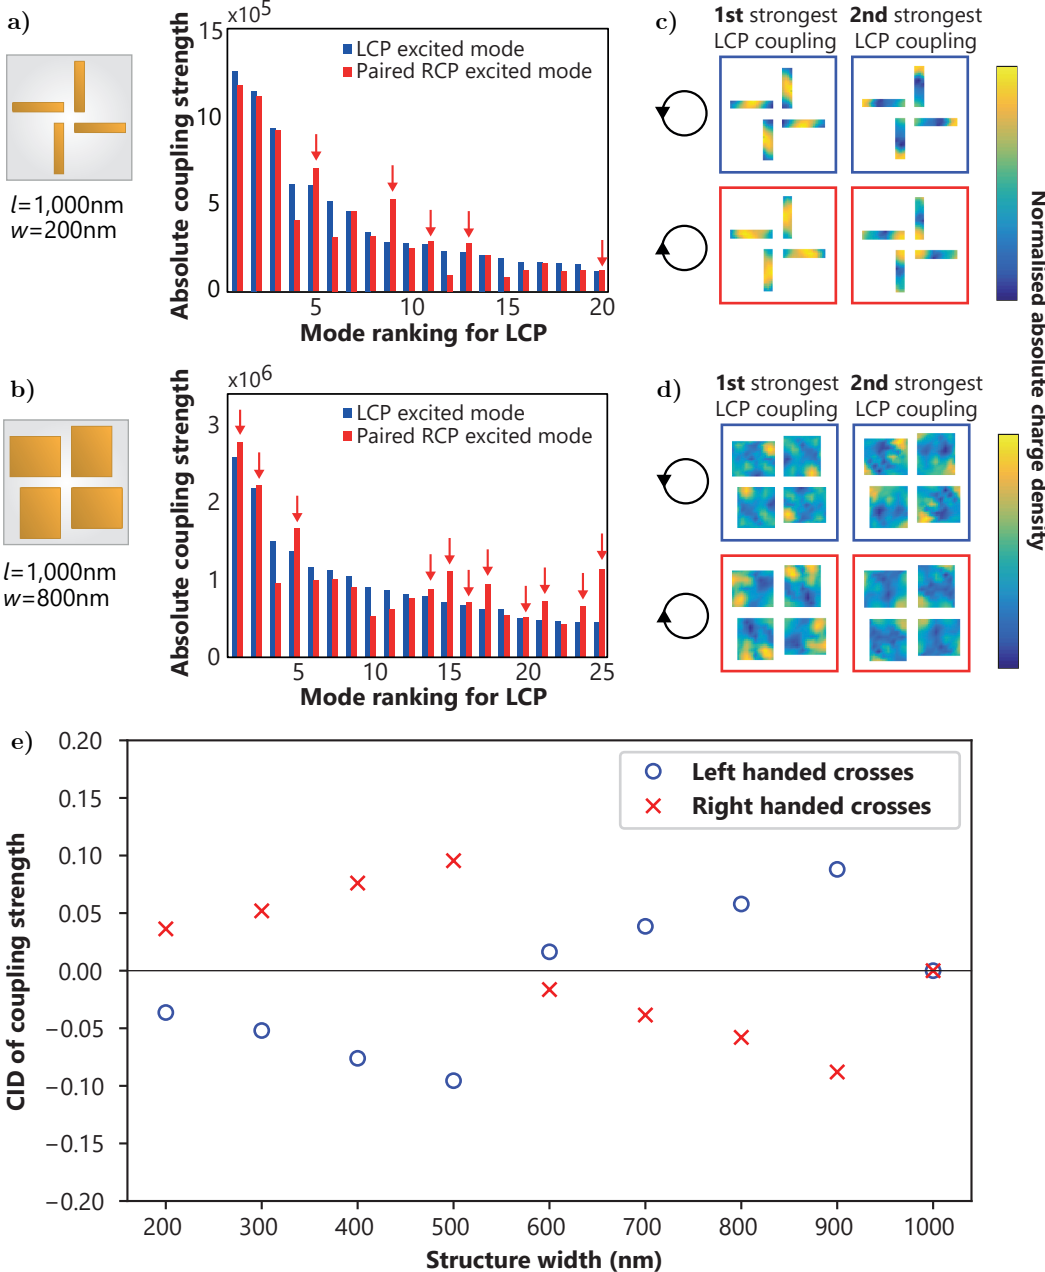 a)
l=1,000nm
w=200nm
×10⁵
15
10
5
0
Absolute coupling strength
LCP excited mode
Paired RCP excited mode
5
10
15
20
Mode ranking for LCP
c)
1st strongest
LCP coupling
2nd strongest
LCP coupling
b)
l=1,000nm
w=800nm
x10⁶
3
2
1
0
Absolute coupling strength
LCP excited mode
Paired RCP excited mode
5
10
15
20
25
Mode ranking for LCP
d)
1st strongest
LCP coupling
2nd strongest
LCP coupling
Normalised absolute charge density
e)
0.20
0.15
0.10
0.05
0.00
−0.05
−0.10
−0.15
−0.20
CID of coupling strength
Left handed crosses
Right handed crosses
200
300
400
500
600
700
800
900
1000
Structure width (nm)